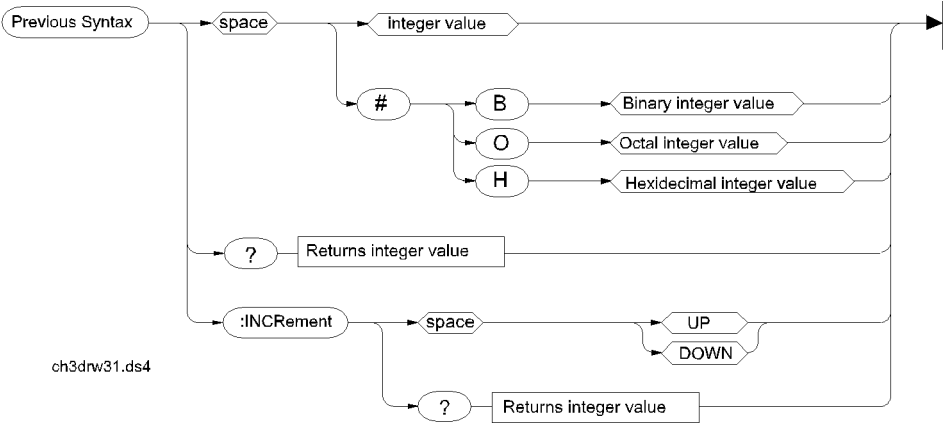 Previous Syntax space integer value
# B Binary integer value
O Octal integer value
H Hexidecimal integer value
? Returns integer value
:INCRement space UP
DOWN
ch3drw31.ds4
? Returns integer value